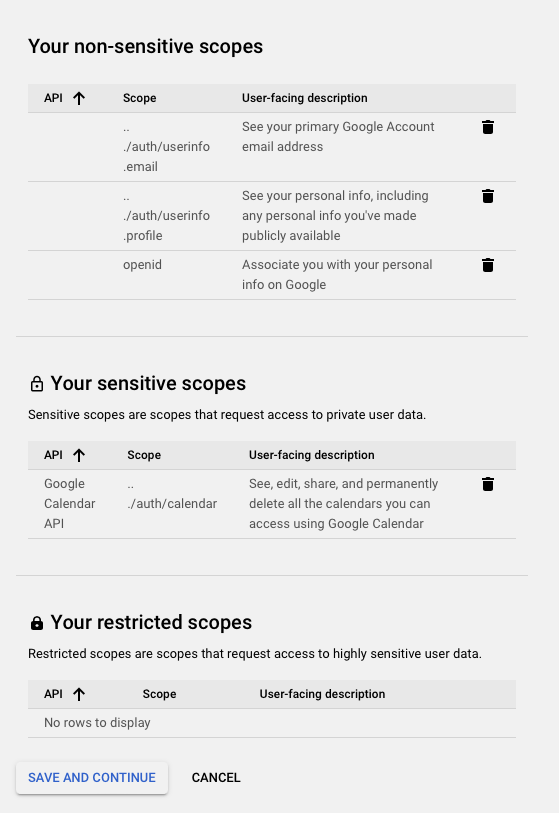 Your non-sensitive scopes
API Scope User-facing description
.. See your primary Google Account
./auth/userinfo email address
.email
.. See your personal info, including
./auth/userinfo any personal info you've made
.profile publicly available
openid Associate you with your personal
info on Google
Your sensitive scopes
Sensitive scopes are scopes that request access to private user data.
API Scope User-facing description
Google .. See, edit, share, and permanently
Calendar ./auth/calendar delete all the calendars you can
API access using Google Calendar
Your restricted scopes
Restricted scopes are scopes that request access to highly sensitive user data.
API Scope User-facing description
No rows to display
SAVE AND CONTINUE CANCEL